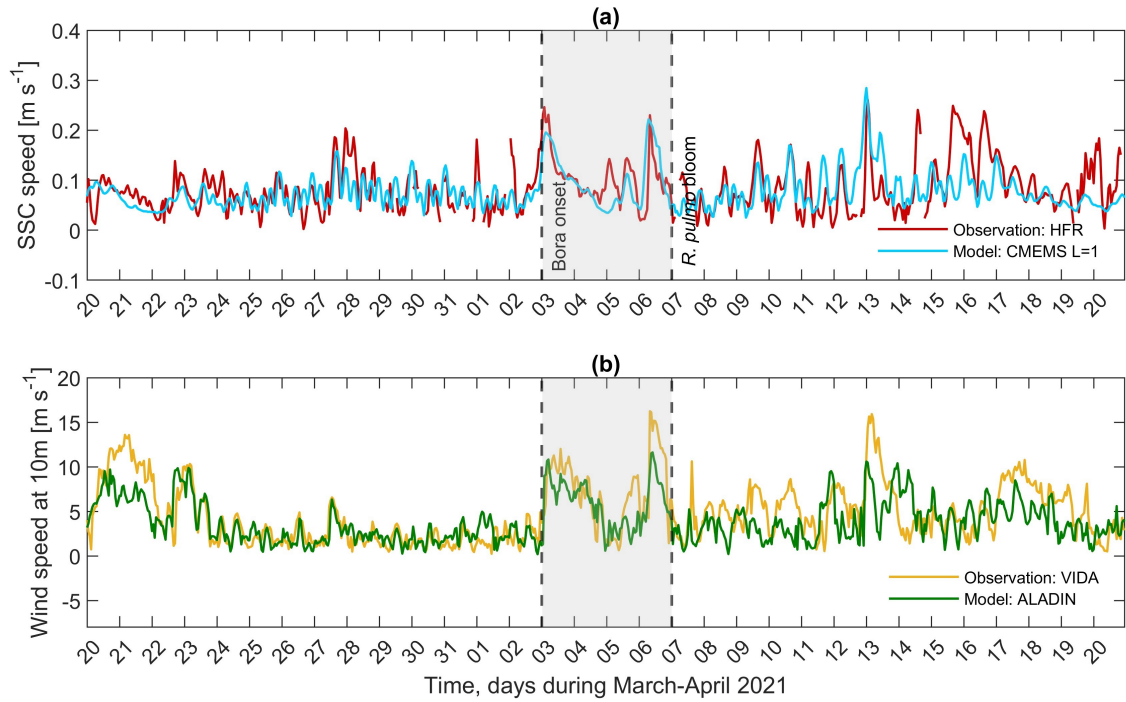 (a)
SSC speed [m s-1]
0.4
0.3
0.2
0.1
0
-0.1
Bora onset
R. pulmo bloom
Observation: HFR
Model: CMEMS L=1
20 21 22 23 24 25 26 27 28 29 30 31 01 02 03 04 05 06 07 08 09 10 11 12 13 14 15 16 17 18 19 20
(b)
Wind speed at 10m [m s-1]
20
15
10
5
0
-5
Observation: VIDA
Model: ALADIN
20 21 22 23 24 25 26 27 28 29 30 31 01 02 03 04 05 06 07 08 09 10 11 12 13 14 15 16 17 18 19 20
Time, days during March-April 2021